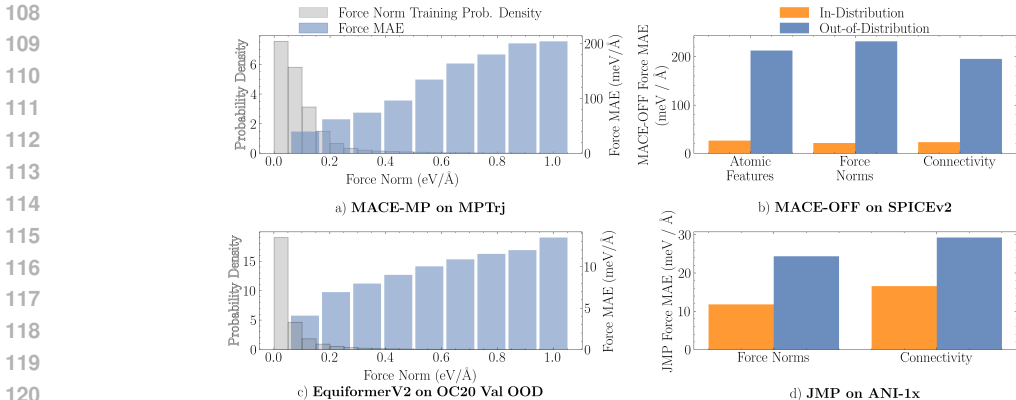 108
109
110
111
112
113
114
115
116
117
118
119
120
Force Norm Training Prob. Density
Force MAE
Probability Density
0
2
4
6
0
100
200
Force MAE (meV/Å)
0.0 0.2 0.4 0.6 0.8 1.0
Force Norm (eV/Å)
a) MACE-MP on MPTrj
In-Distribution
Out-of-Distribution
MACE-OFF Force MAE
(meV / Å)
0
100
200
Atomic
Features
Force
Norms
Connectivity
b) MACE-OFF on SPICEv2
Probability Density
0
5
10
15
0
5
10
Force MAE (meV/Å)
0.0 0.2 0.4 0.6 0.8 1.0
Force Norm (eV/Å)
c) EquiformerV2 on OC20 Val OOD
JMP Force MAE (meV / Å)
0
10
20
30
Force Norms
Connectivity
d) JMP on ANI-1x